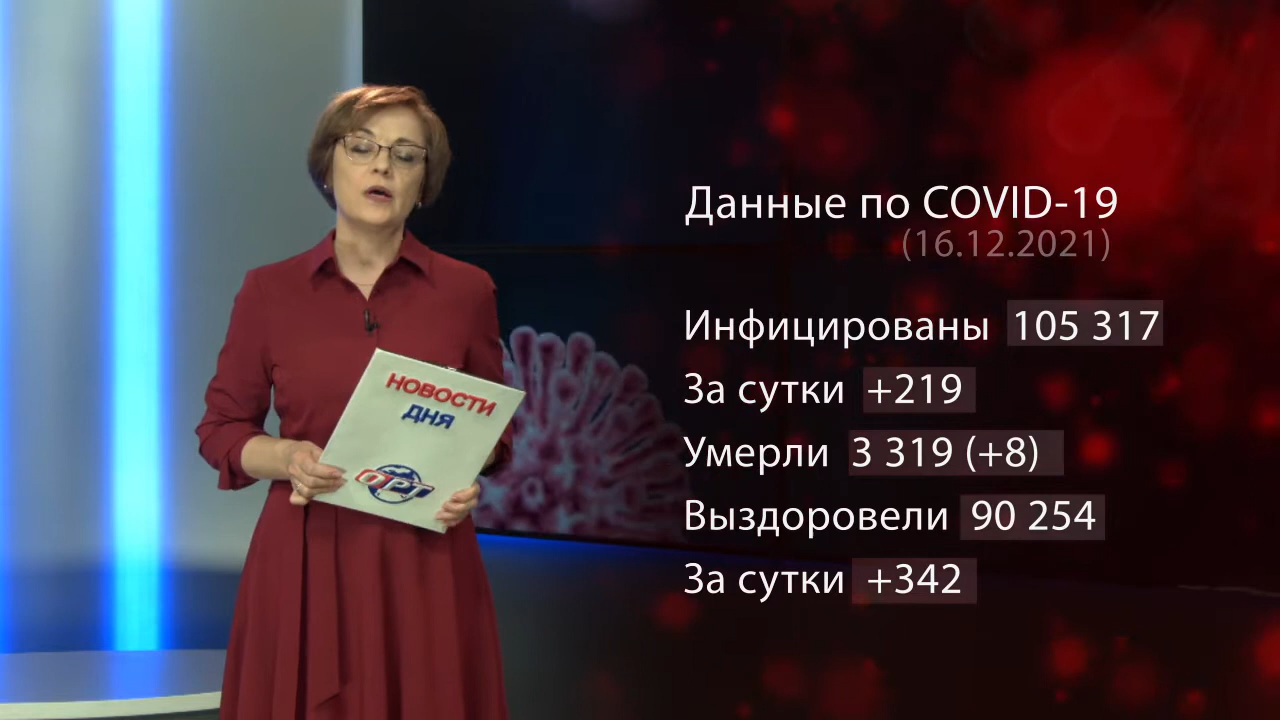 Данные по COVID-19
(16.12.2021)
Инфицированы 105 317
За сутки +219
Умерли 3 319 (+8)
Выздоровели 90 254
За сутки +342
НОВОСТИ
ДНЯ
ОРТ